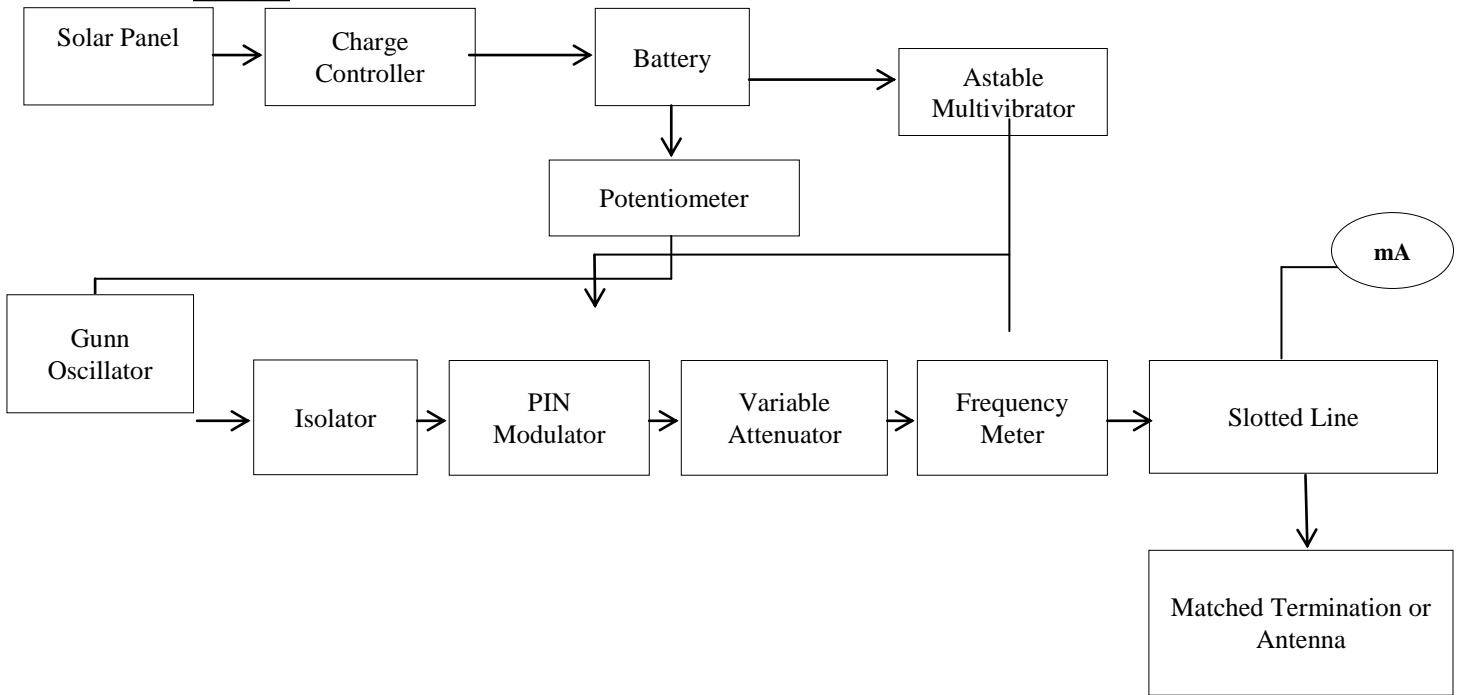 Solar Panel
Charge
Controller
Battery
Astable
Multivibrator
Potentiometer
mA
Gunn
Oscillator
Isolator
PIN
Modulator
Variable
Attenuator
Frequency
Meter
Slotted Line
Matched Termination or
Antenna